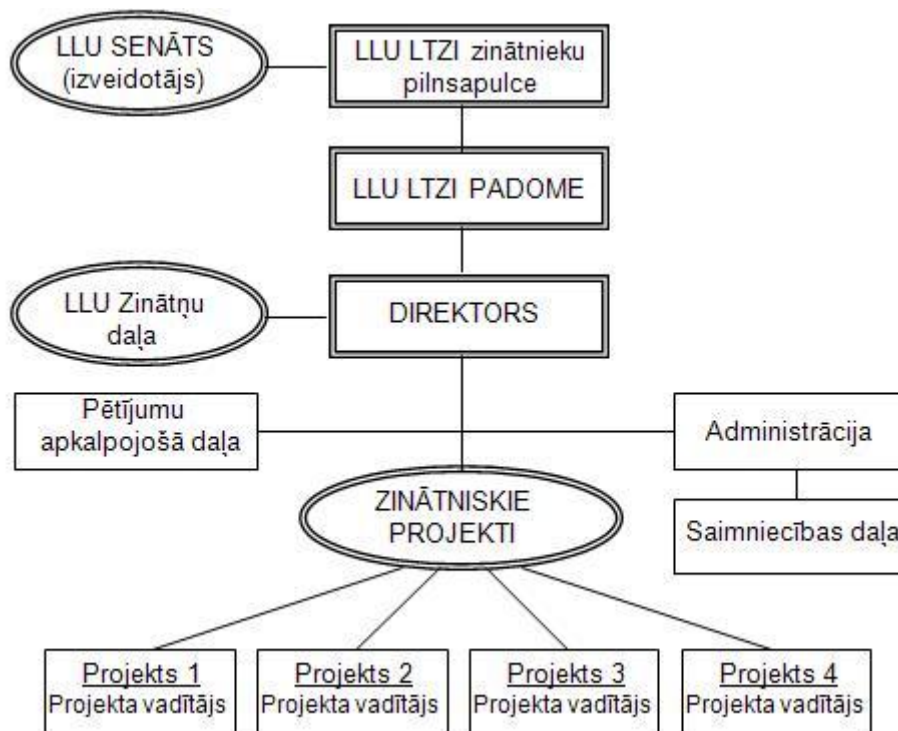 LLU SENĀTS
(izveidotājs)
LLU LTZI zinātnieku
pilnsapulce
LLU LTZI PADOME
LLU Zinātņu
daļa
DIREKTORS
Pētījumu
apkalpojošā daļa
Administrācija
ZINĀTNISKIE
PROJEKTI
Saimniecības daļa
Projekts 1
Projekta vadītājs
Projekts 2
Projekta vadītājs
Projekts 3
Projekta vadītājs
Projekts 4
Projekta vadītājs